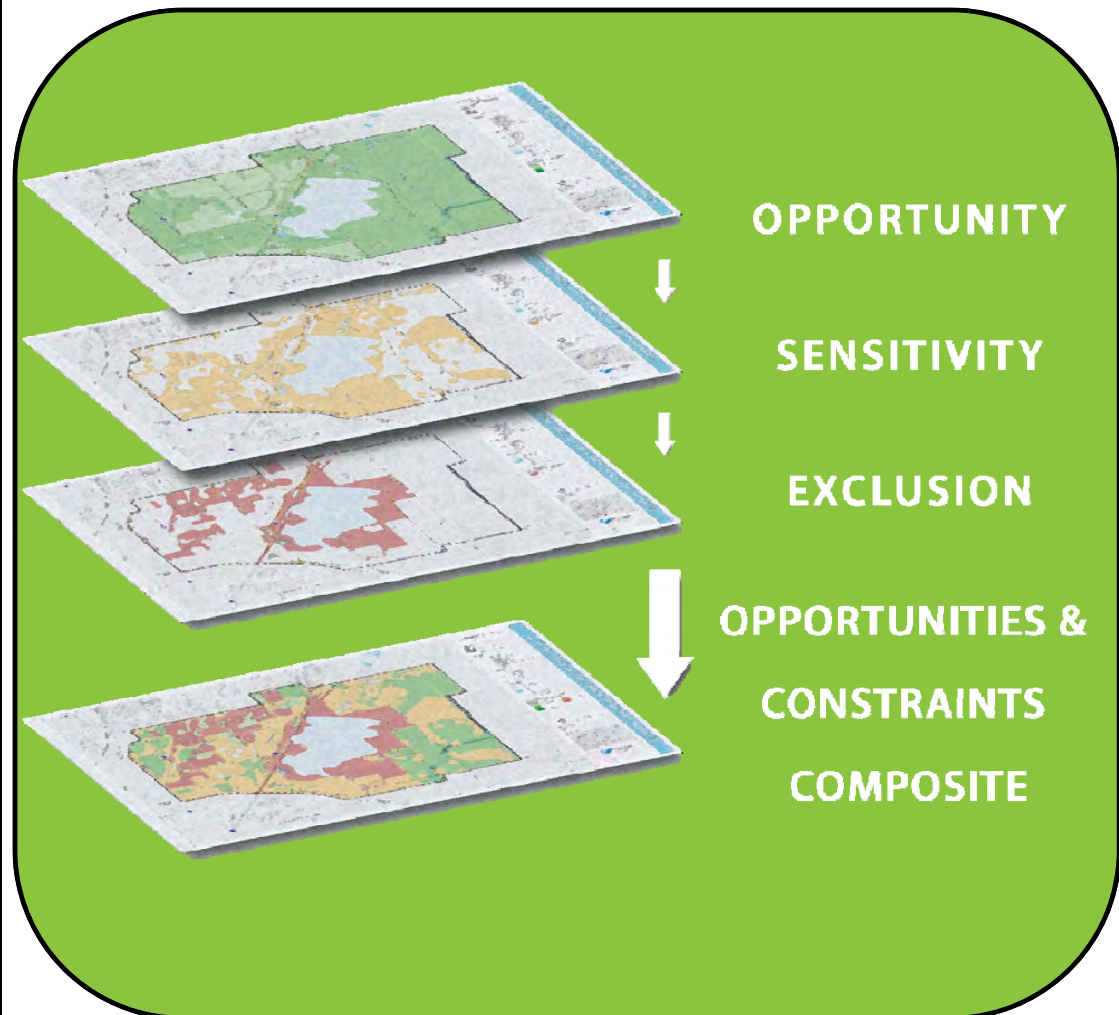 OPPORTUNITY
SENSITIVITY
EXCLUSION
OPPORTUNITIES &
CONSTRAINTS
COMPOSITE